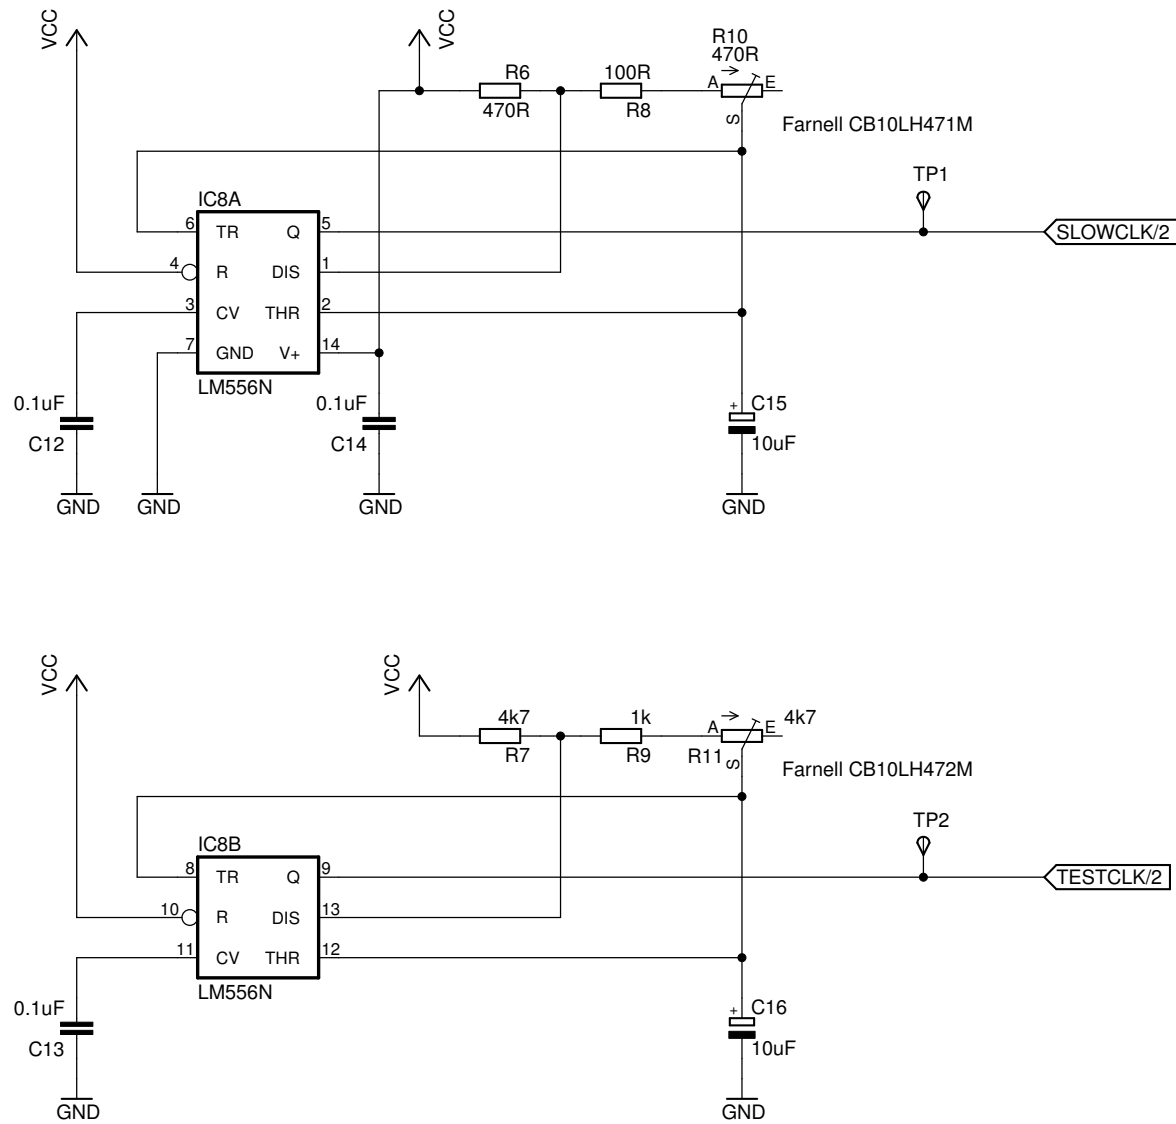 VCC
VCC
R10
470R
R6
470R
100R
R8
A
E
S
Farnell CB10LH471M
TP1
SLOWCLK/2
IC8A
6 TR Q 5
4 R DIS 1
3 CV THR 2
7 GND V+ 14
LM556N
0.1uF
C12
0.1uF
C14
+
C15
10uF
GND
GND
GND
GND
VCC
VCC
4k7
R7
1k
R9
A
E
4k7
R11
S
Farnell CB10LH472M
TP2
TESTCLK/2
IC8B
8 TR Q 9
10 R DIS 13
11 CV THR 12
LM556N
0.1uF
C13
+
C16
10uF
GND
GND